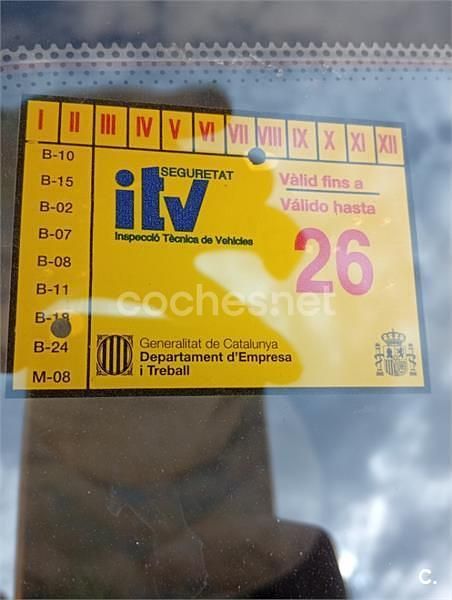 I II III IV V VI VII VIII IX X XI XII
B-10
B-15
B-02
B-07
B-08
B-11
B-18
B-24
M-08
SEGURETAT
itv
Inspecció Tècnica de Vehicles
Vàlid fins a
Válido hasta
26
coches.net
Generalitat de Catalunya
Departament d'Empresa
i Treball
C.